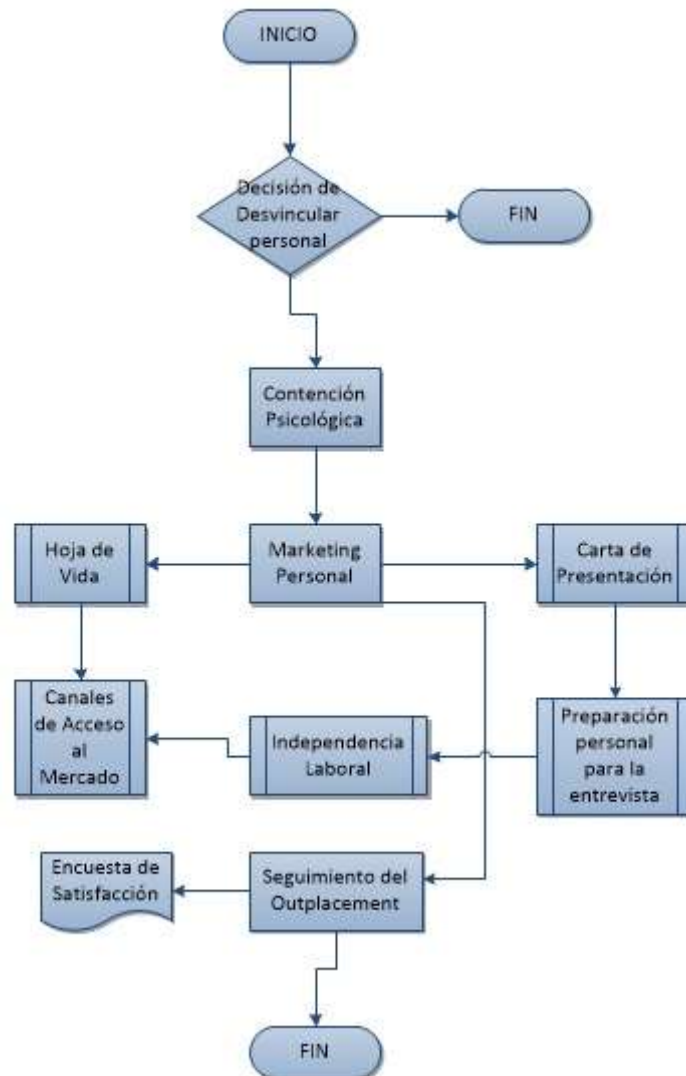 INICIO
Decisión de
Desvincular
personal
FIN
Contención
Psicológica
Hoja de
Vida
Marketing
Personal
Carta de
Presentación
Canales
de Acceso
al
Mercado
Independencia
Laboral
Preparación
personal
para la
entrevista
Encuesta de
Satisfacción
Seguimiento del
Outplacement
FIN